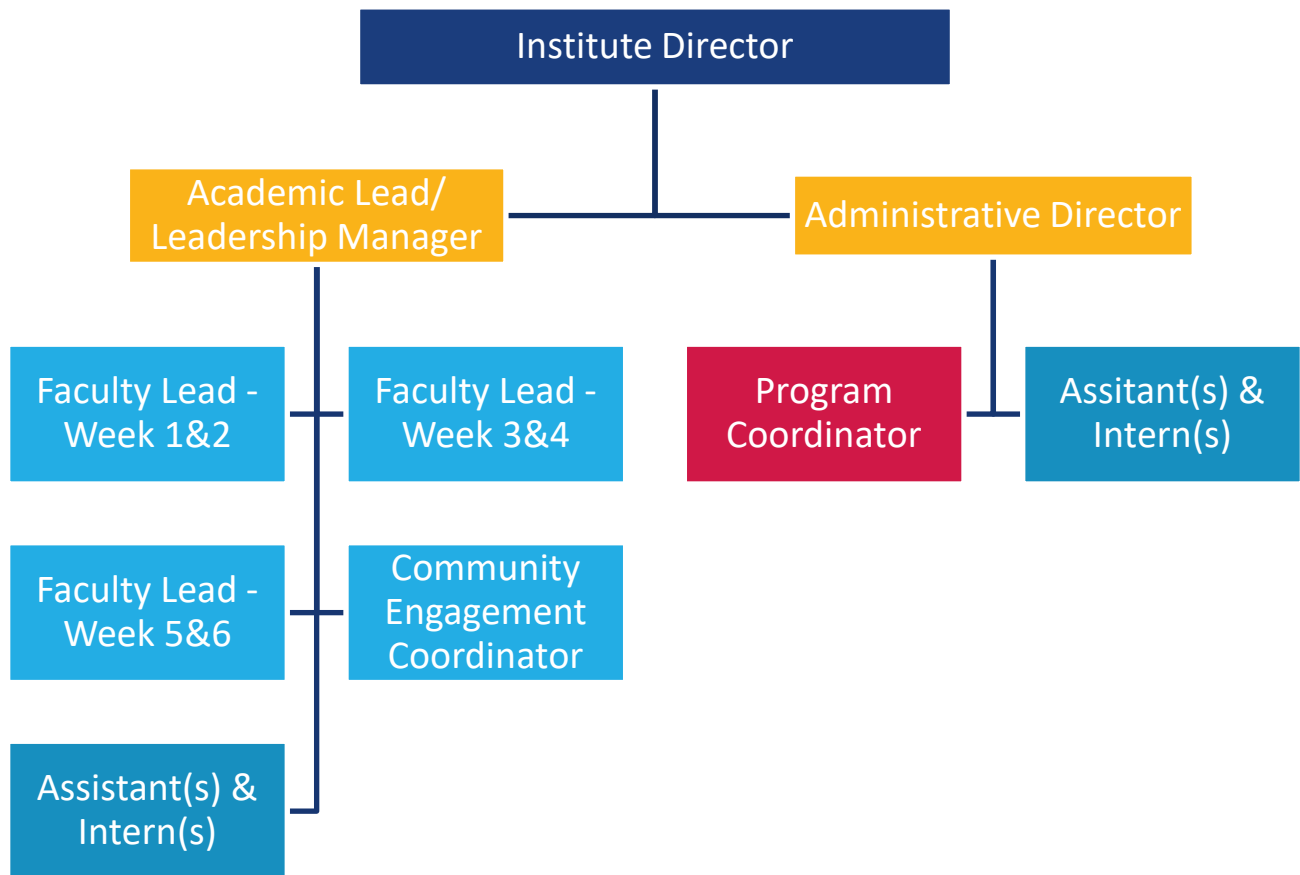 Institute Director
Academic Lead/
Leadership Manager
Administrative Director
Faculty Lead -
Week 1&2
Faculty Lead -
Week 3&4
Program
Coordinator
Assitant(s) &
Intern(s)
Faculty Lead -
Week 5&6
Community
Engagement
Coordinator
Assistant(s) &
Intern(s)